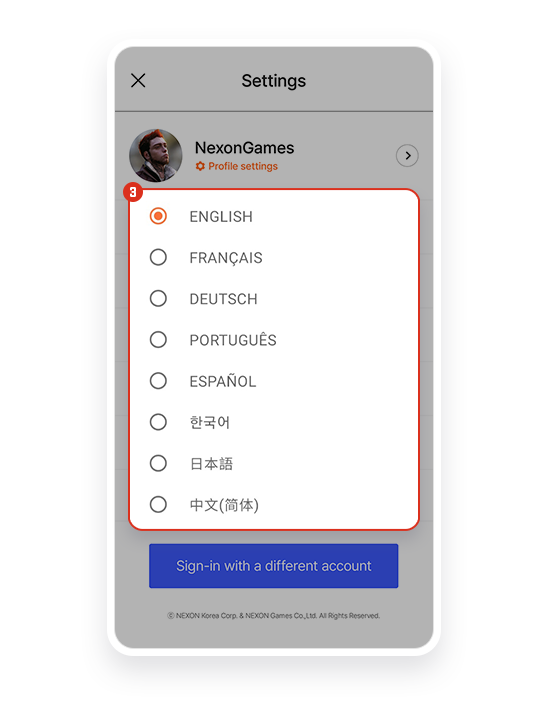 Settings
NexonGames
Profile settings
3
ENGLISH
FRANÇAIS
DEUTSCH
PORTUGUÊS
ESPAÑOL
한국어
日本語
中文(简体)
Sign-in with a different account
ⓒ NEXON Korea Corp. & NEXON Games Co.,Ltd. All Rights Reserved.